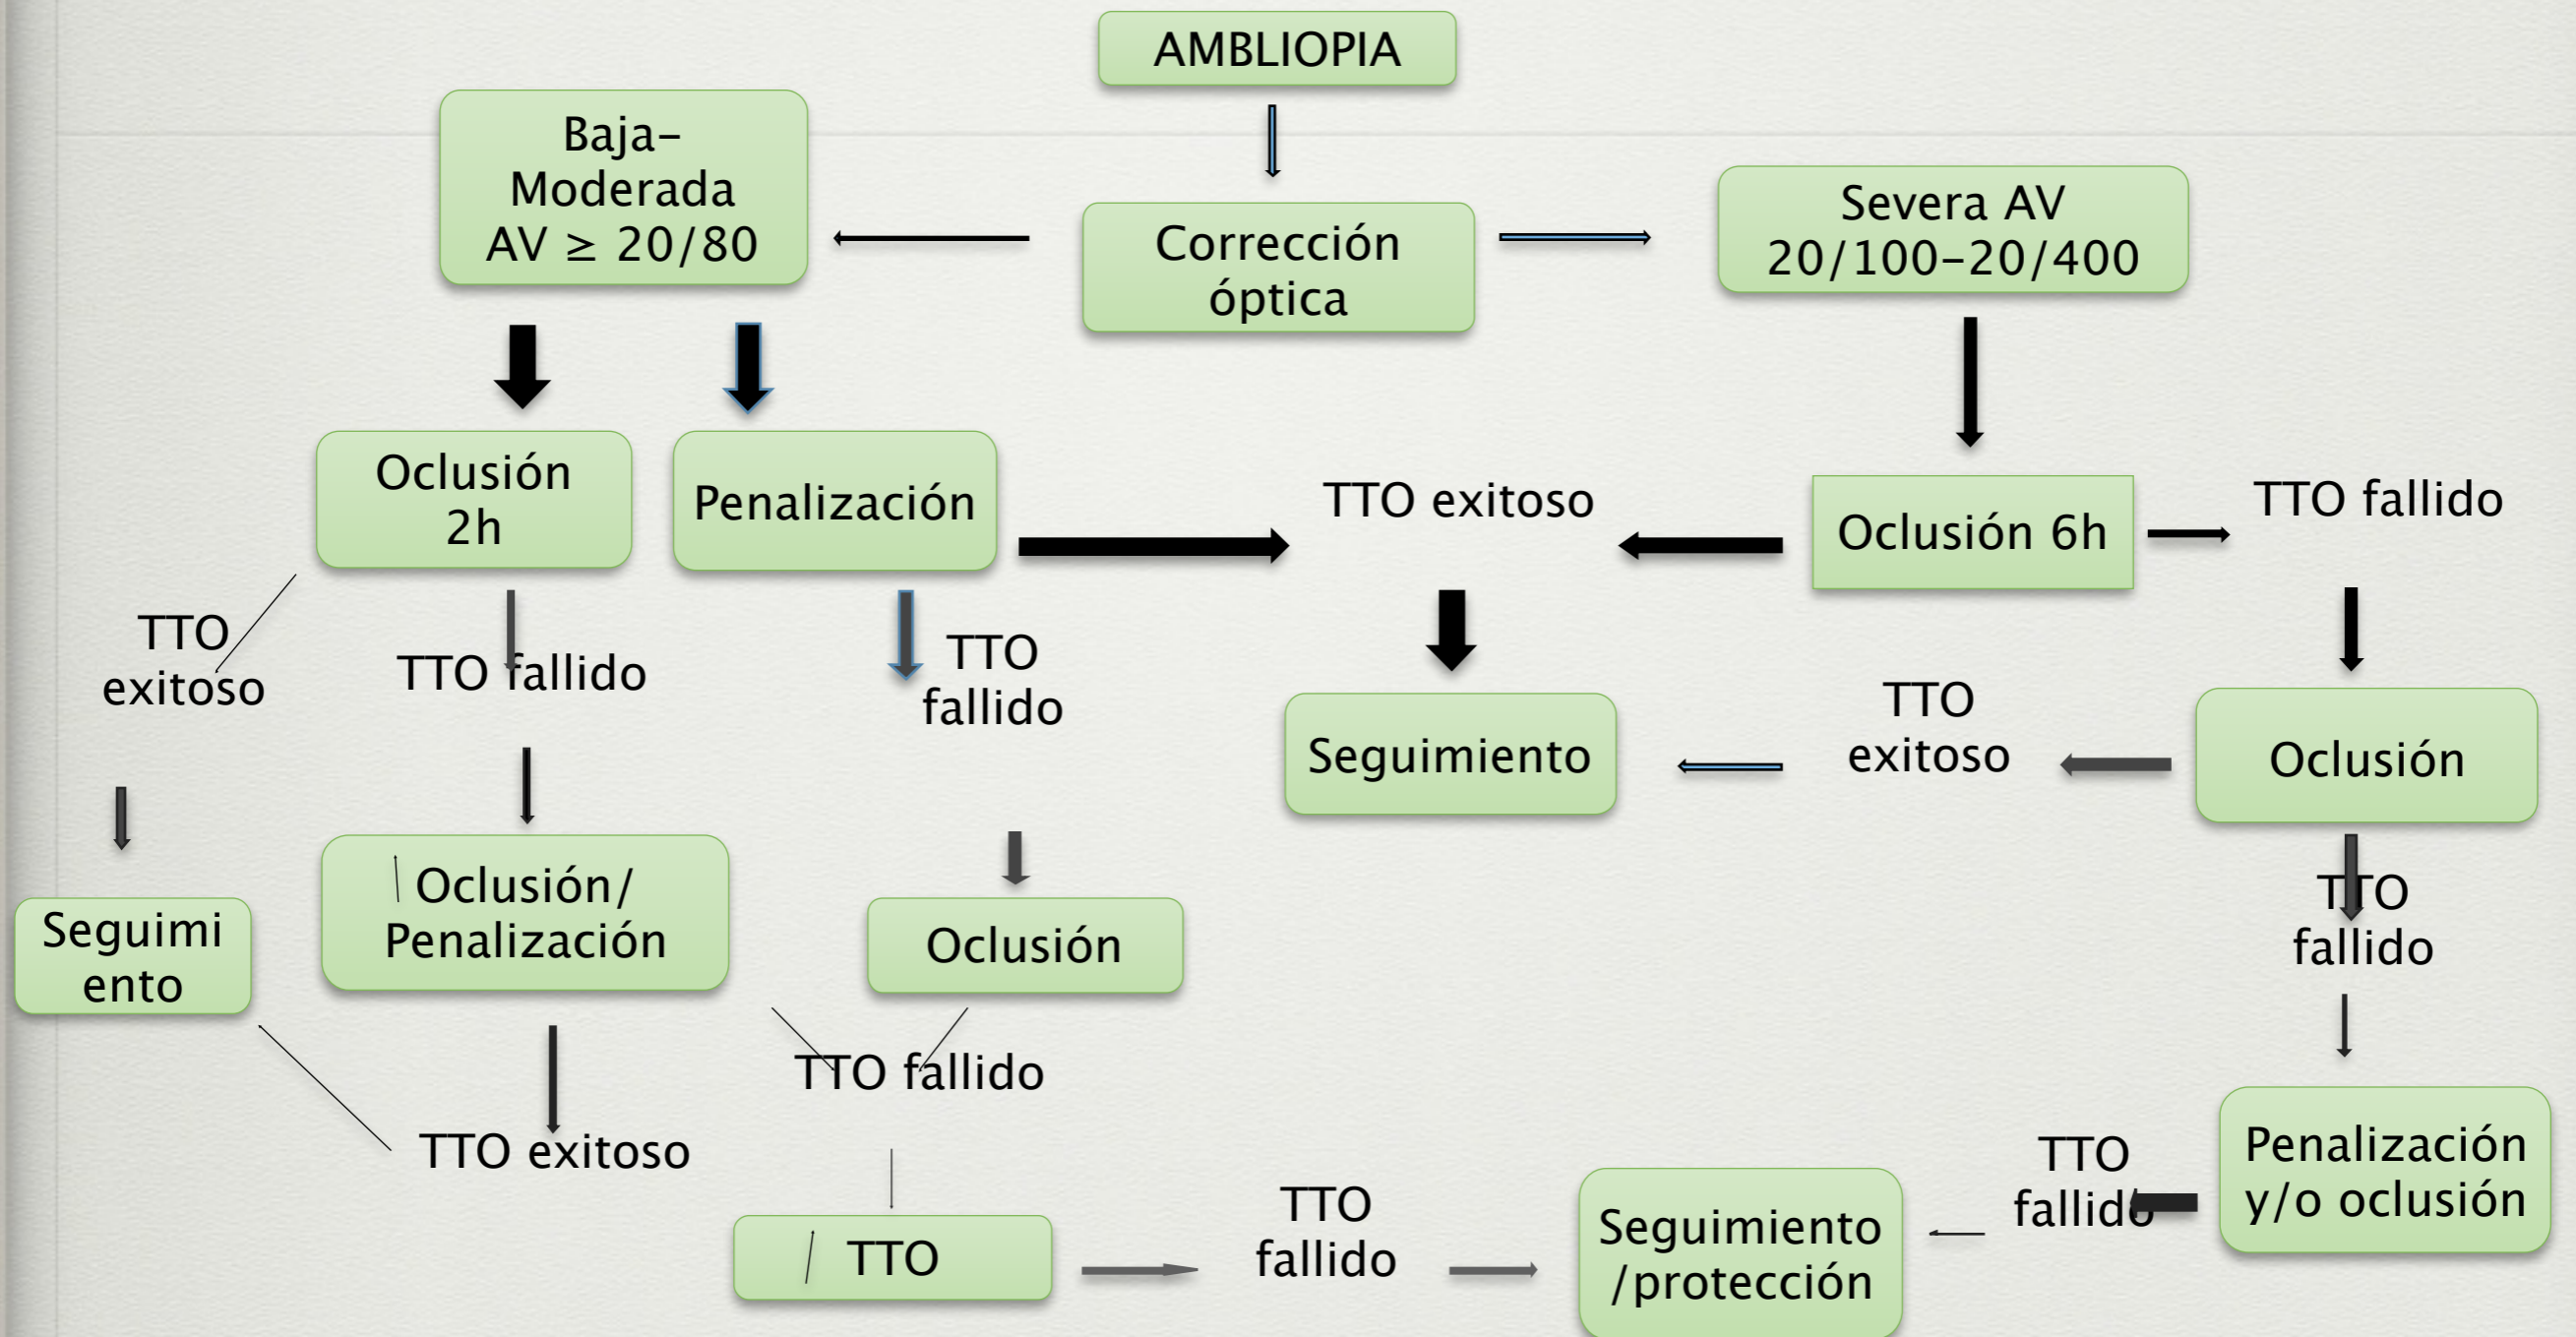 AMBLIOPIA
Baja-
Moderada
AV ≥ 20/80
Corrección
óptica
Severa AV
20/100-20/400
Oclusión
2h
Penalización
TTO exitoso
Oclusión 6h
TTO fallido
TTO
exitoso
TTO fallido
TTO
fallido
Seguimiento
TTO
exitoso
Oclusión
Seguimi
ento
Oclusión/
Penalización
Oclusión
TTO
fallido
TTO fallido
TTO exitoso
TTO
TTO
fallido
Seguimiento
/protección
TTO
fallido
Penalización
y/o oclusión